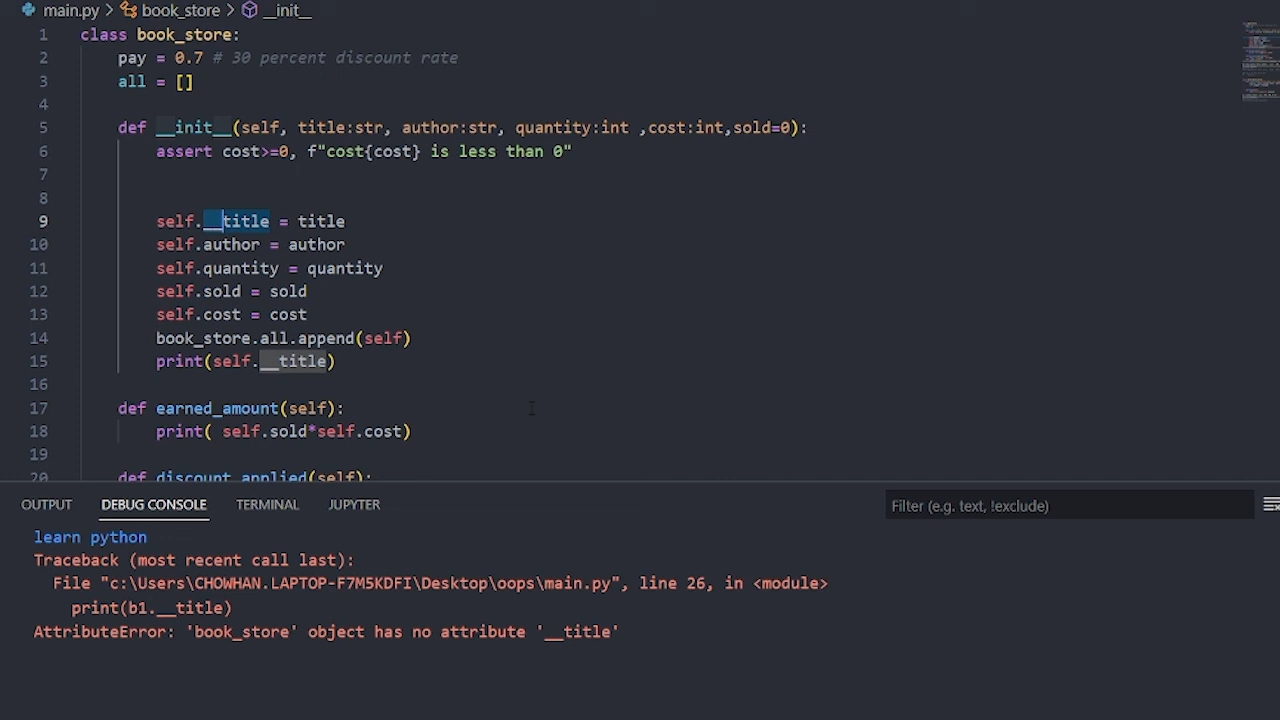 main.py > book_store > __init__
1 class book_store:
2 pay = 0.7 # 30 percent discount rate
3 all = []
4
5 def __init__(self, title:str, author:str, quantity:int ,cost:int,sold=0):
6 assert cost>=0, f"cost{cost} is less than 0"
7
8
9 self.__title = title
10 self.author = author
11 self.quantity = quantity
12 self.sold = sold
13 self.cost = cost
14 book_store.all.append(self)
15 print(self.__title)
16
17 def earned_amount(self):
18 print( self.sold*self.cost)
19
20 def discount_applied(self):
OUTPUT DEBUG CONSOLE TERMINAL JUPYTER Filter (e.g. text, !exclude)
learn python
Traceback (most recent call last):
File "c:\Users\CHOWHAN.LAPTOP-F7M5KDFI\Desktop\oops\main.py", line 26, in <module>
print(b1.__title)
AttributeError: 'book_store' object has no attribute '__title'